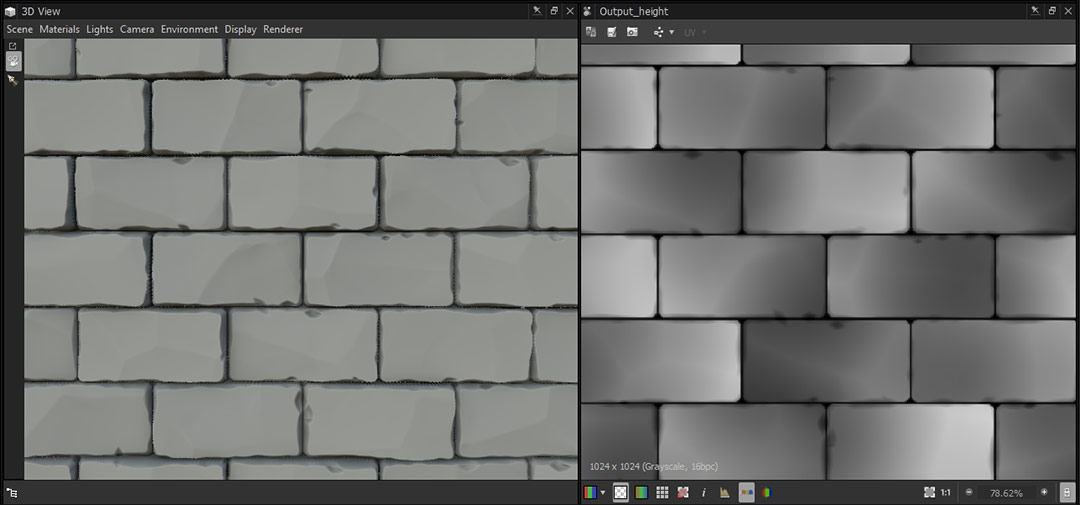 3D View
Scene Materials Lights Camera Environment Display Renderer
Output_height
UV
1024 x 1024 (Grayscale, 16bpc)
i
RGB
1:1
78.62%